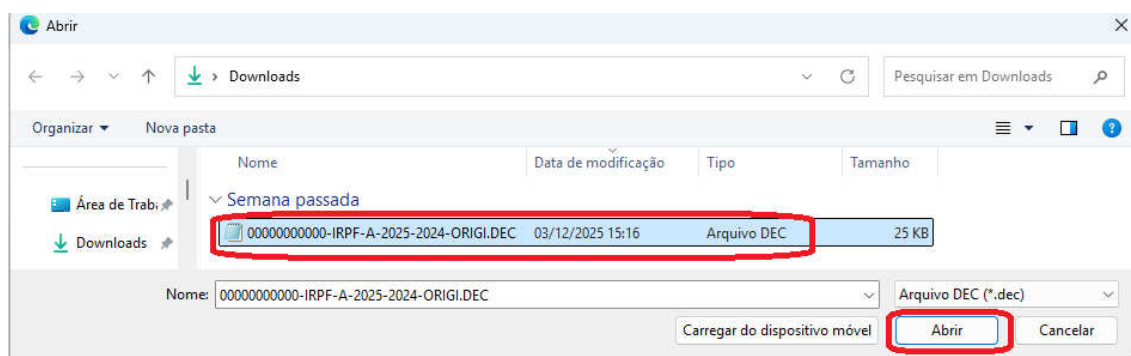 Abrir
Downloads
Pesquisar em Downloads
Organizar Nova pasta
Nome Data de modificação Tipo Tamanho
Semana passada
Área de Traba
00000000000-IRPF-A-2025-2024-ORIGI.DEC 03/12/2025 15:16 Arquivo DEC 25 KB
Downloads
Nome: 00000000000-IRPF-A-2025-2024-ORIGI.DEC Arquivo DEC (*.dec)
Carregar do dispositivo móvel Abrir Cancelar